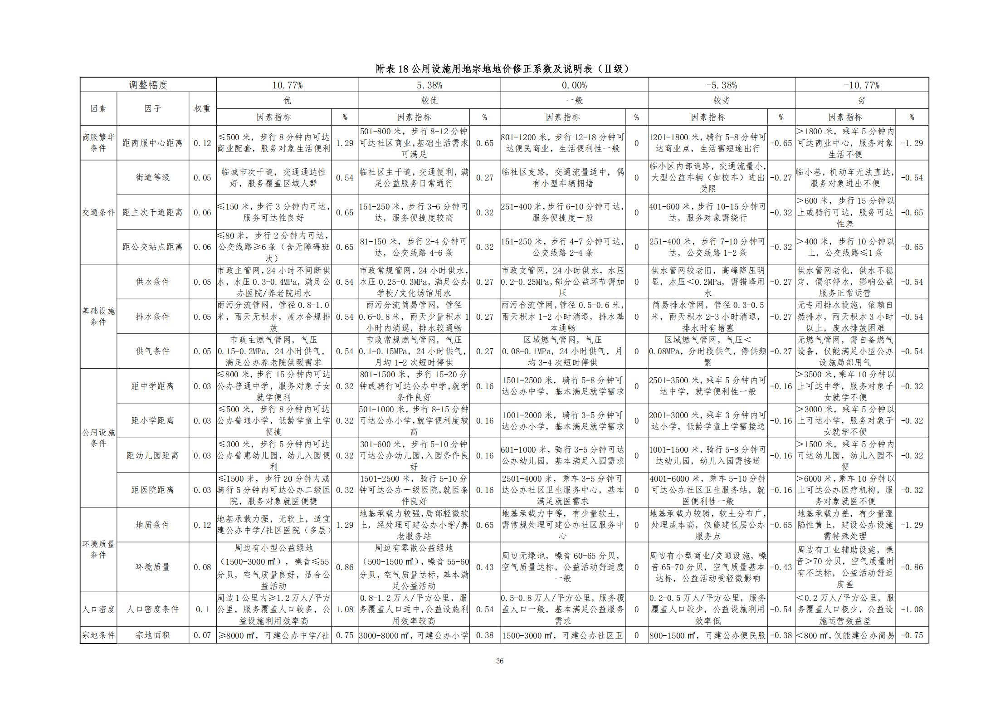 附表 18 公用设施用地宗地地价修正系数及说明表（Ⅱ级）
调整幅度 10.77% 5.38% 0.00% -5.38% -10.77%
因素 因子 权重 优 较优 一般 较劣 劣
因素指标 % 因素指标 % 因素指标 % 因素指标 % 因素指标 %
商服繁华条件 距商服中心距离 0.12 ≤500 米，步行 8 分钟内可达商业配套，服务对象生活便利 1.29 501-800 米，步行 8-12 分钟可达社区商业，基础生活需求可满足 0.65 801-1200 米，步行 12-18 分钟可达便民商业，生活便利性一般 0 1201-1800 米，骑行 5-8 分钟可达商业点，生活需短途出行 -0.65 ＞1800 米，乘车 5 分钟内可达商业中心，服务对象生活不便 -1.29
交通条件 街道等级 0.05 临城市次干道，交通通达性好，服务覆盖区域人群 0.54 临社区主干道，交通便利，满足公益服务日常通行 0.27 临社区支路，交通流量适中，偶有小型车辆拥堵 0 临小区内部道路，交通流量小，大型公益车辆（如校车）进出受限 -0.27 临小巷，机动车无法直达，服务对象进出不便 -0.54
距主次干道距离 0.06 ≤150 米，步行 3 分钟内可达，服务可达性良好 0.65 151-250 米，步行 3-6 分钟可达，服务便捷度较高 0.32 251-400 米，步行 6-10 分钟可达，服务便捷度一般 0 401-600 米，步行 10-15 分钟可达，服务对象需绕行 -0.32 ＞600 米，步行 15 分钟以上或骑行可达，服务可达性差 -0.65
距公交站点距离 0.06 ≤80 米，步行 2 分钟内可达，公交线路≥6 条（含无障碍班次） 0.65 81-150 米，步行 2-4 分钟可达，公交线路 4-6 条 0.32 151-250 米，步行 4-7 分钟可达，公交线路 2-4 条 0 251-400 米，步行 7-10 分钟可达，公交线路 1-2 条 -0.32 ＞400 米，步行 10 分钟以上，公交线路≤1 条 -0.65
基础设施条件 供水条件 0.05 市政主管网，24 小时不间断供水，水压 0.3-0.4MPa，满足公办医院/养老院用水 0.54 市政常规管网，24 小时供水，水压 0.25-0.3MPa，满足公办学校/文化场馆用水 0.27 市政支管网，24 小时供水，水压 0.2-0.25MPa，部分公益环节需加压 0 供水管网较老旧，高峰降压明显，水压＜0.2MPa，需错峰用水 -0.27 供水管网老化，供水不稳定，偶尔停水，影响公益服务正常运营 -0.54
排水条件 0.05 雨污分流管网，管径 0.8-1.0 米，雨天无积水，废水合规排放 0.54 雨污分流简易管网，管径 0.6-0.8 米，雨天少量积水 1 小时内消退，排水较通畅 0.27 雨污合流管网，管径 0.5-0.6 米，雨天积水 1-2 小时消退，排水基本通畅 0 简易排水管网，管径 0.3-0.5 米，雨天积水 2-3 小时消退，排水时有堵塞 -0.27 无专用排水设施，依赖自然排水，雨天积水 3 小时以上，废水排放困难 -0.54
供气条件 0.05 市政主燃气管网，气压 0.15-0.2MPa，24 小时供气，满足公办养老院供暖需求 0.54 市政常规燃气管网，气压 0.1-0.15MPa，24 小时供气，月均 1-2 次短时停供 0.27 区域燃气管网，气压 0.08-0.1MPa，24 小时供气，月均 3-4 次短时停供 0 区域燃气管网，气压＜0.08MPa，分时段供气，停供频繁 -0.27 无燃气管网，需自备燃气设备，仅能满足小型公办设施局部用气 -0.54
公用设施条件 距中学距离 0.03 ≤800 米，步行 15 分钟内可达公办普通中学，服务对象子女就学便利 0.32 801-1500 米，步行 15-20 分钟或骑行可达公办中学，就学条件良好 0.16 1501-2500 米，骑行 5-8 分钟可达公办中学，基本满足就学需求 0 2501-3500 米，乘车 5 分钟内可达中学，就学便利性一般 -0.16 ＞3500 米，乘车 10 分钟以上可达中学，服务对象子女就学不便 -0.32
距小学距离 0.03 ≤500 米，步行 8 分钟内可达公办普通小学，低龄学童上学便捷 0.32 501-1000 米，步行 8-15 分钟可达公办小学，就学便利度较高 0.16 1001-2000 米，骑行 3-5 分钟可达公办小学，基本满足就学需求 0 2001-3000 米，乘车 3 分钟内可达小学，低龄学童上学需接送 -0.16 ＞3000 米，乘车 5 分钟以上可达小学，服务对象子女就学不便 -0.32
距幼儿园距离 0.03 ≤300 米，步行 5 分钟内可达公办普惠幼儿园，幼儿入园便利 0.32 301-600 米，步行 5-10 分钟可达公办幼儿园，入园条件良好 0.16 601-1000 米，骑行 3-5 分钟可达公办幼儿园，基本满足入园需求 0 1001-1500 米，骑行 5-8 分钟可达幼儿园，幼儿入园需接送 -0.16 ＞1500 米，乘车 5 分钟内可达幼儿园，幼儿入园不便 -0.32
距医院距离 0.03 ≤1500 米，步行 20 分钟内或骑行 5 分钟内可达公办二级医院，服务对象就医便捷 0.32 1501-2500 米，骑行 5-10 分钟可达公办一级医院，就医条件良好 0.16 2501-4000 米，乘车 3-5 分钟可达公办社区卫生服务中心，基本满足就医需求 0 4001-6000 米，乘车 5-10 分钟可达公办社区卫生服务站，就医便利性一般 -0.16 ＞6000 米，乘车 10 分钟以上可达公办医疗机构，服务对象就医不便 -0.32
环境质量条件 地质条件 0.12 地基承载力强，无软土，适宜建公办中学/社区医院（多层） 1.29 地基承载力较强，局部轻微软土，经处理可建公办小学/养老服务站 0.65 地基承载力中等，有少量软土，需常规处理可建公办社区服务中心 0 地基承载力较弱，软土分布广，处理成本高，仅能建低层公办服务点 -0.65 地基承载力差，有少量湿陷性黄土，建设公办设施需特殊处理 -1.29
环境质量 0.08 周边有小型公益绿地（1500-3000 ㎡），噪音≤55 分贝，空气质量良好，适合公益活动 0.86 周边有零散公益绿地（500-1500 ㎡），噪音 55-60 分贝，空气质量达标，基本满足公益活动 0.43 周边无绿地，噪音 60-65 分贝，空气质量达标，公益活动舒适度一般 0 周边有小型商业/交通设施，噪音 65-70 分贝，空气质量基本达标，公益活动受轻微影响 -0.43 周边有工业辅助设施，噪音＞70 分贝，空气质量时有不达标，公益活动舒适度差 -0.86
人口密度 人口密度条件 0.1 周边 1 公里内≥1.2 万人/平方公里，服务覆盖人口较多，公益设施利用效率高 1.08 0.8-1.2 万人/平方公里，服务覆盖人口适中，公益设施利用效率较高 0.54 0.5-0.8 万人/平方公里，服务覆盖人口一般，基本满足公益服务需求 0 0.2-0.5 万人/平方公里，服务覆盖人口较少，公益设施利用效率低 -0.54 ＜0.2 万人/平方公里，服务覆盖人口极少，公益设施运营效益差 -1.08
宗地条件 宗地面积 0.07 ≥8000 ㎡，可建公办中学/社 0.75 3000-8000 ㎡，可建公办小学 0.38 1500-3000 ㎡，可建公办社区卫 0 800-1500 ㎡，可建公办便民服 -0.38 ＜800 ㎡，仅能建公办简易 -0.75
36